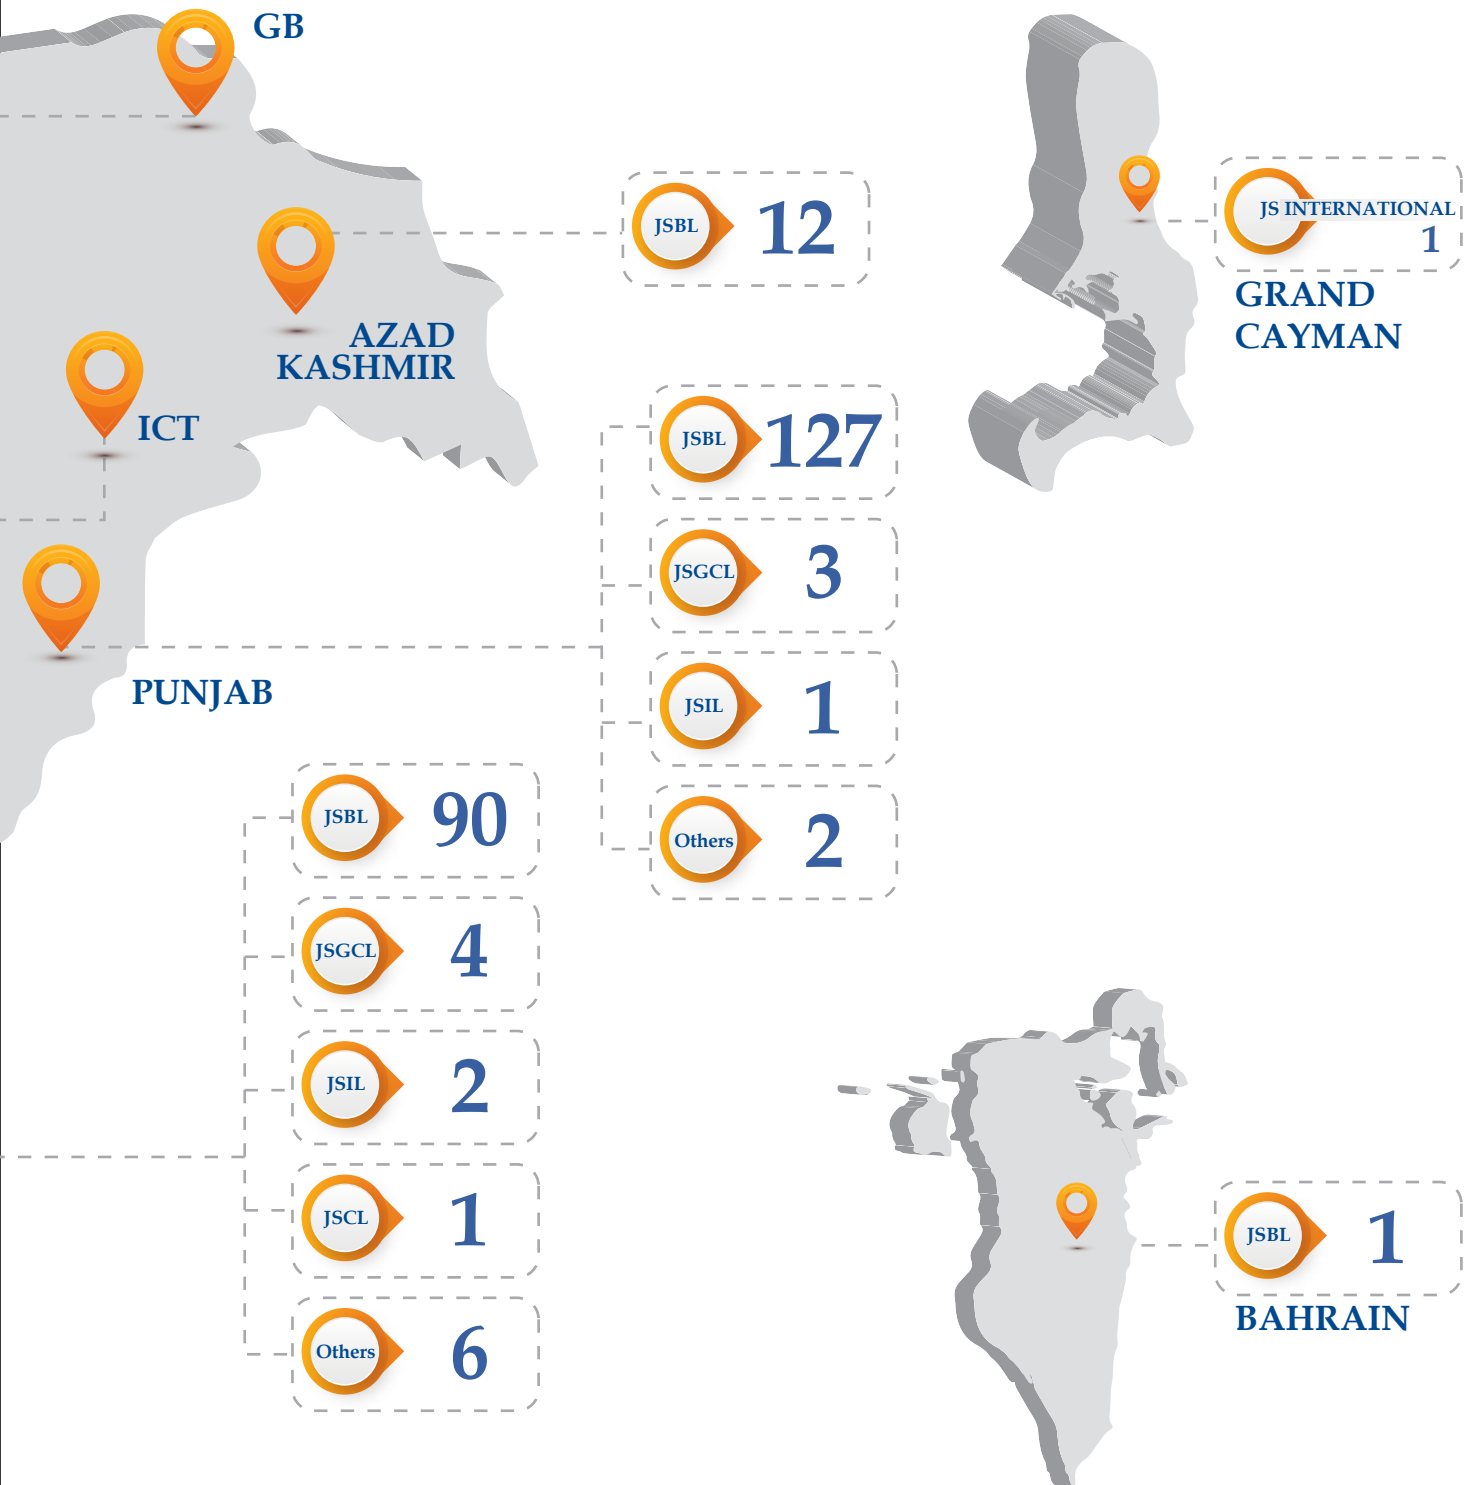 GB
JSBL 12
AZAD
KASHMIR
ICT
PUNJAB
JSBL 127
JSGCL 3
JSIL 1
Others 2
JSBL 90
JSGCL 4
JSIL 2
JSCL 1
Others 6
JS INTERNATIONAL
1
GRAND
CAYMAN
JSBL 1
BAHRAIN